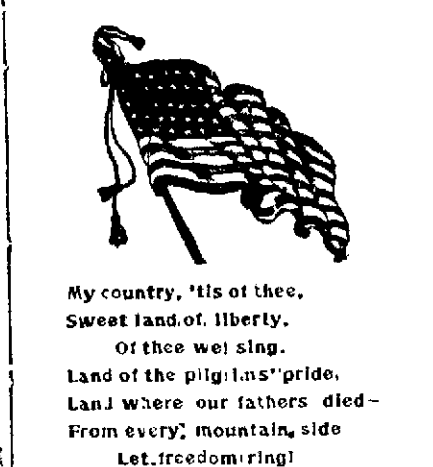 My country, 'tis of thee,
Sweet land of liberty,
Of thee we sing.
Land of the pilgrims' pride,
Land where our fathers died—
From every mountain side
Let freedom ring!